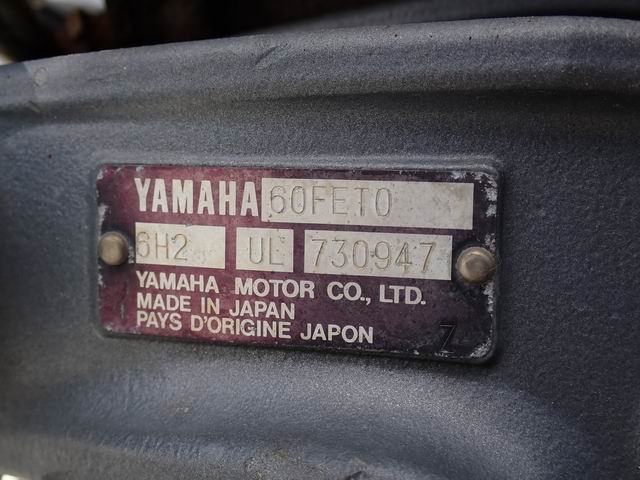 YAMAHA 60FETO
6H2 UL 730947
YAMAHA MOTOR CO., LTD.
MADE IN JAPAN
PAYS D'ORIGINE JAPON Z